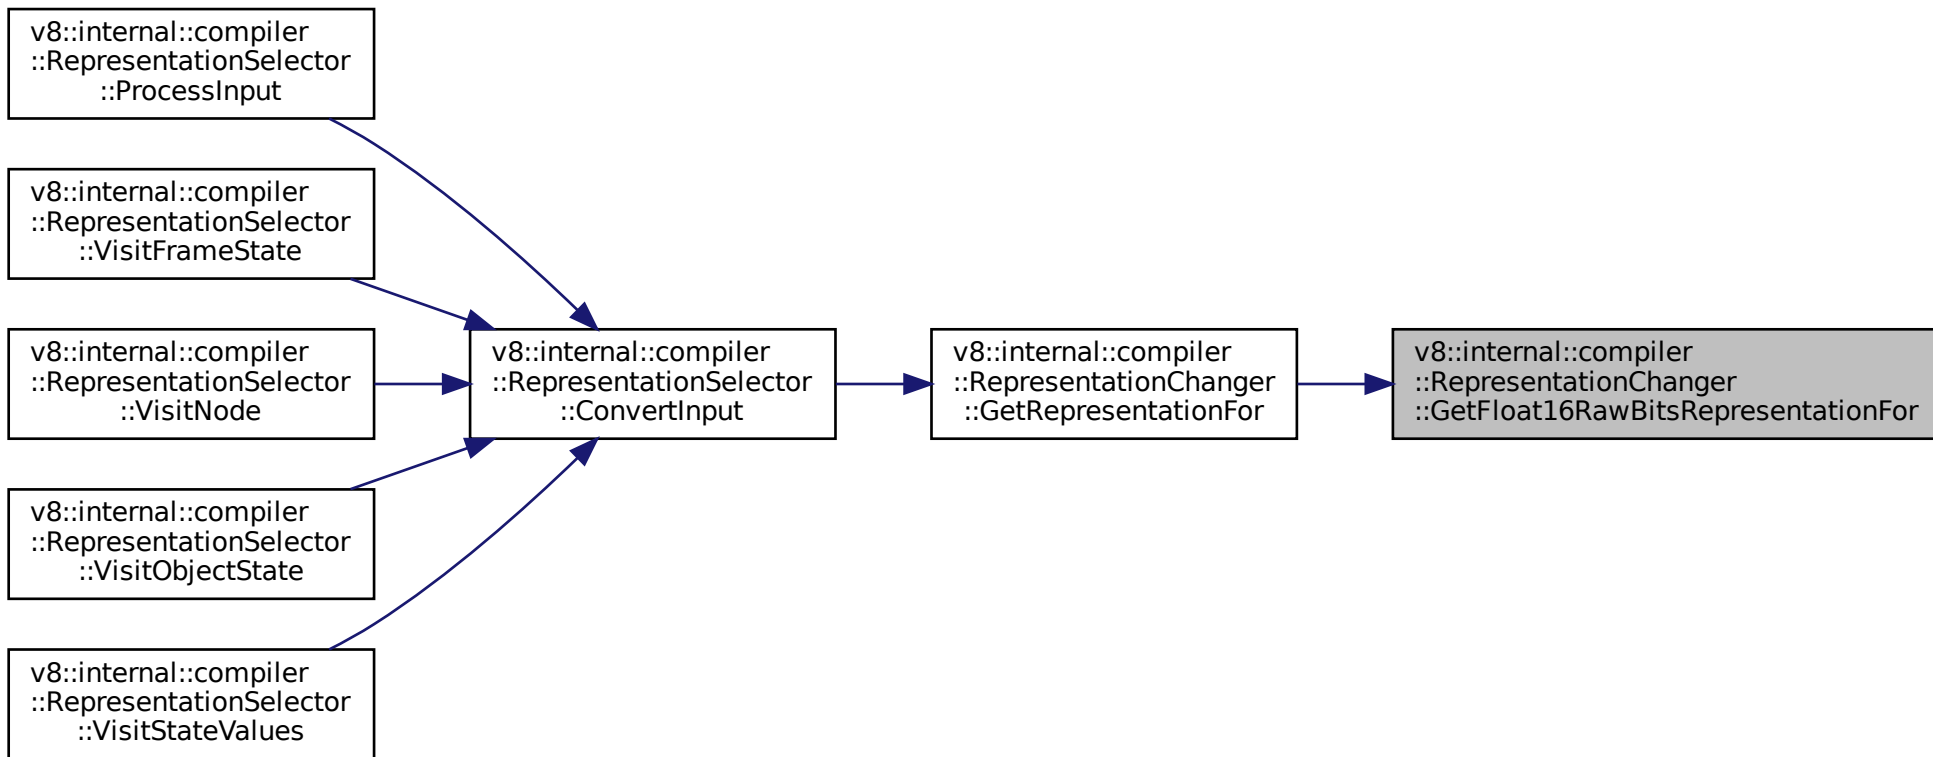 v8::internal::compiler
::RepresentationSelector
::ProcessInput
v8::internal::compiler
::RepresentationSelector
::VisitFrameState
v8::internal::compiler
::RepresentationSelector
::VisitNode
v8::internal::compiler
::RepresentationSelector
::VisitObjectState
v8::internal::compiler
::RepresentationSelector
::VisitStateValues
v8::internal::compiler
::RepresentationSelector
::ConvertInput
v8::internal::compiler
::RepresentationChanger
::GetRepresentationFor
v8::internal::compiler
::RepresentationChanger
::GetFloat16RawBitsRepresentationFor